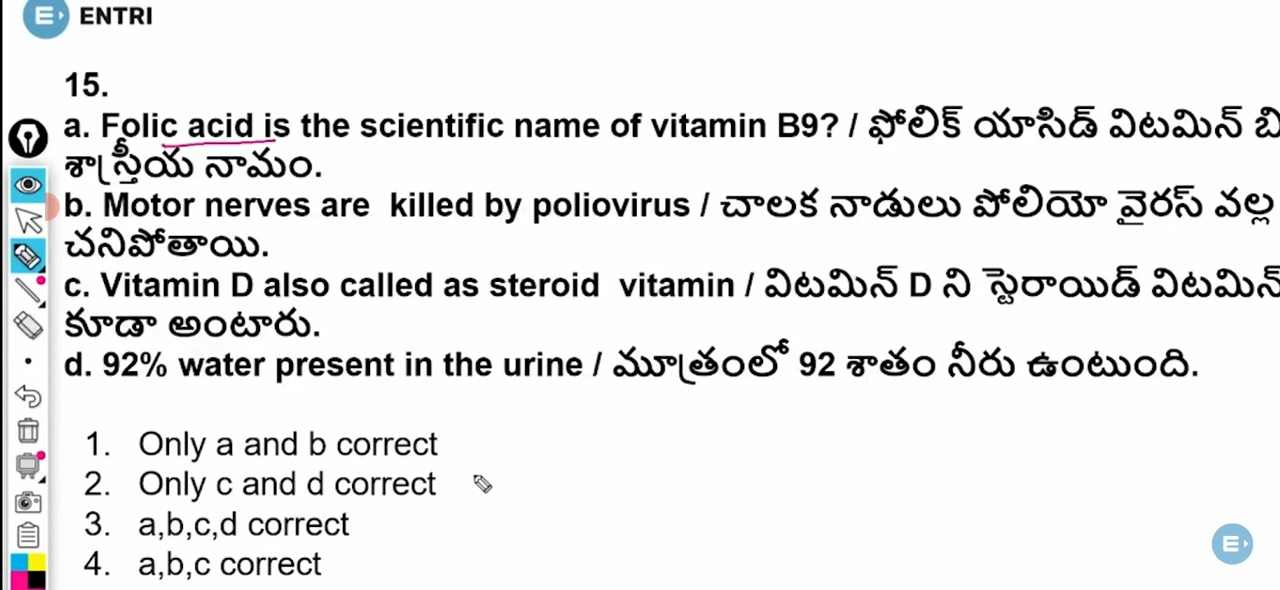 ENTRI
15.
a. Folic acid is the scientific name of vitamin B9? / ఫోలిక్ యాసిడ్ విటమిన్ బి
శాస్త్రీయ నామం.
b. Motor nerves are killed by poliovirus / చాలక నాడులు పోలియో వైరస్ వల్ల
చనిపోతాయి.
c. Vitamin D also called as steroid vitamin / విటమిన్ D ని స్టెరాయిడ్ విటమిన్
కూడా అంటారు.
d. 92% water present in the urine / మూత్రంలో 92 శాతం నీరు ఉంటుంది.
1. Only a and b correct
2. Only c and d correct
3. a,b,c,d correct
4. a,b,c correct